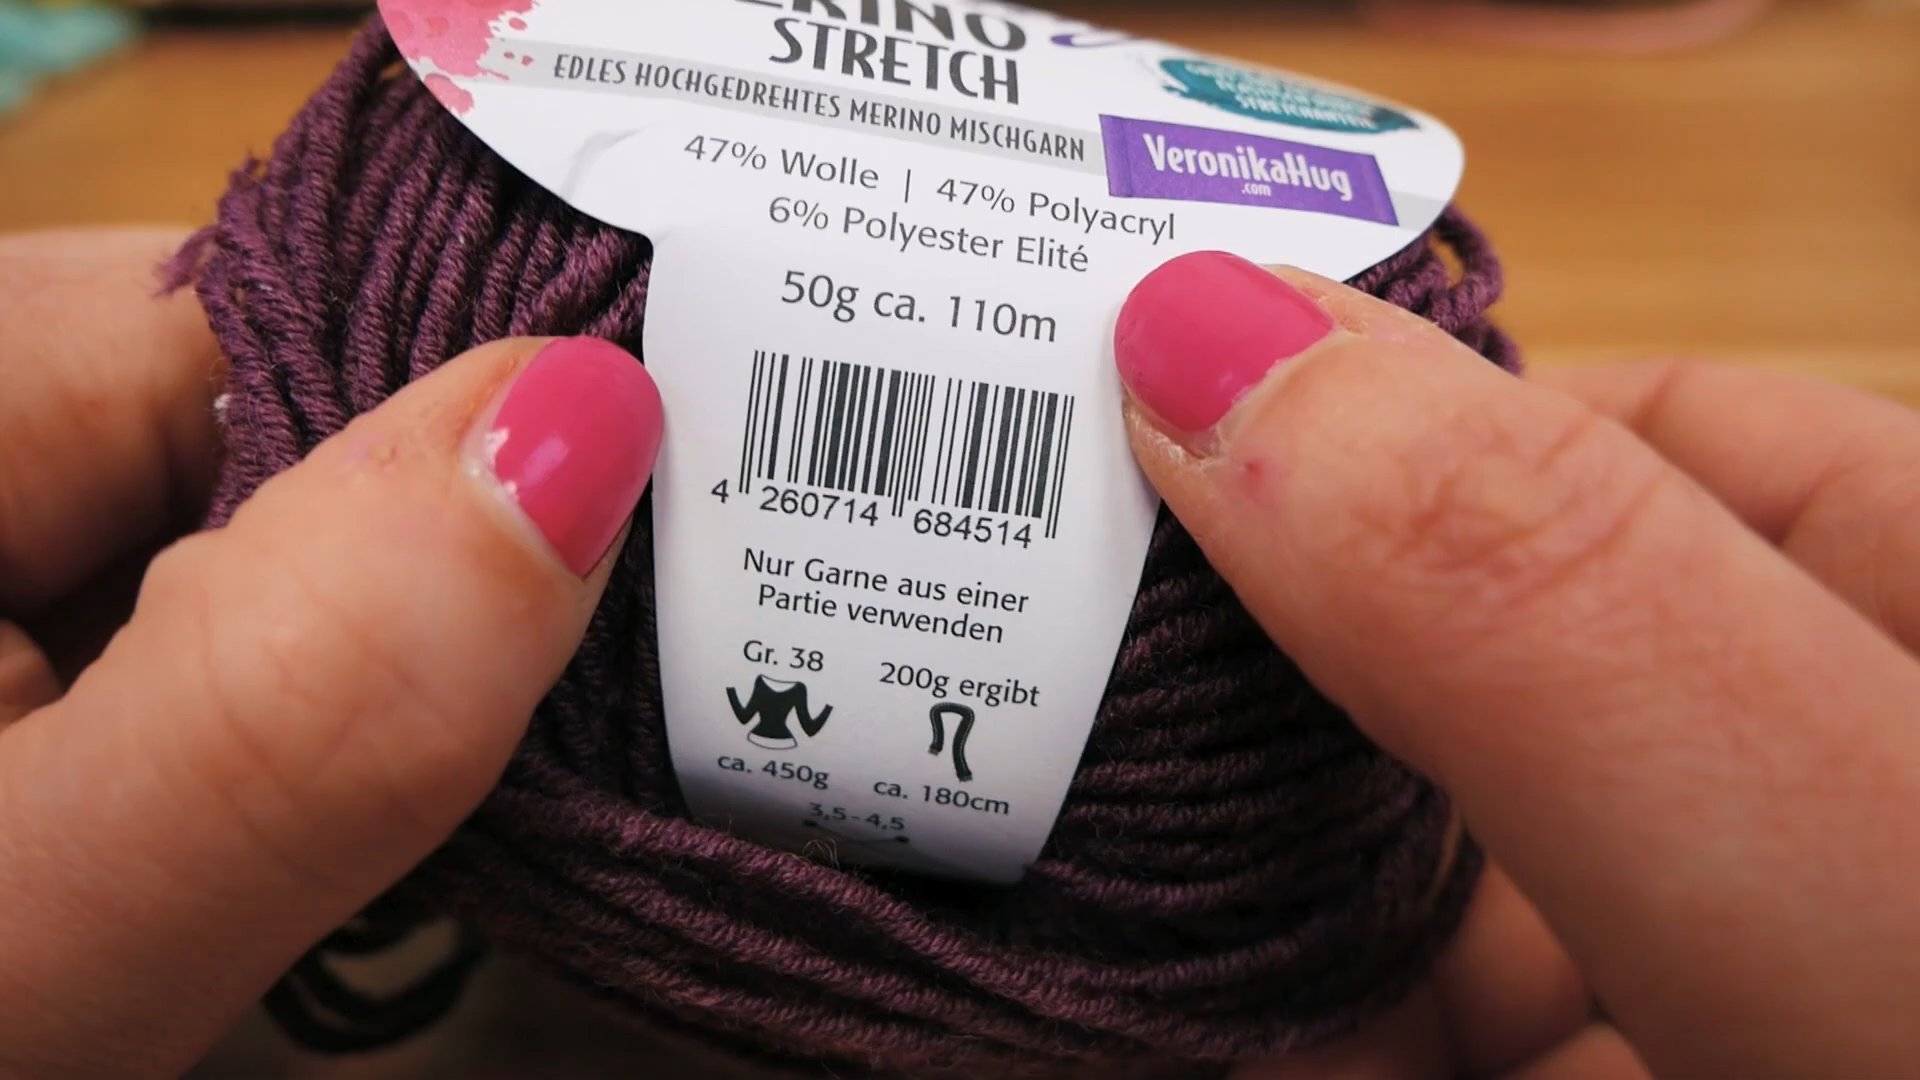 STRETCH
EDLES HOCHGEDREHTES MERINO MISCHGARN
VeronikaHug
.com
47% Wolle | 47% Polyacryl
6% Polyester Elité
50g ca. 110m
4 260714 684514
Nur Garne aus einer
Partie verwenden
Gr. 38
200g ergibt
ca. 450g
ca. 180cm
3,5-4,5